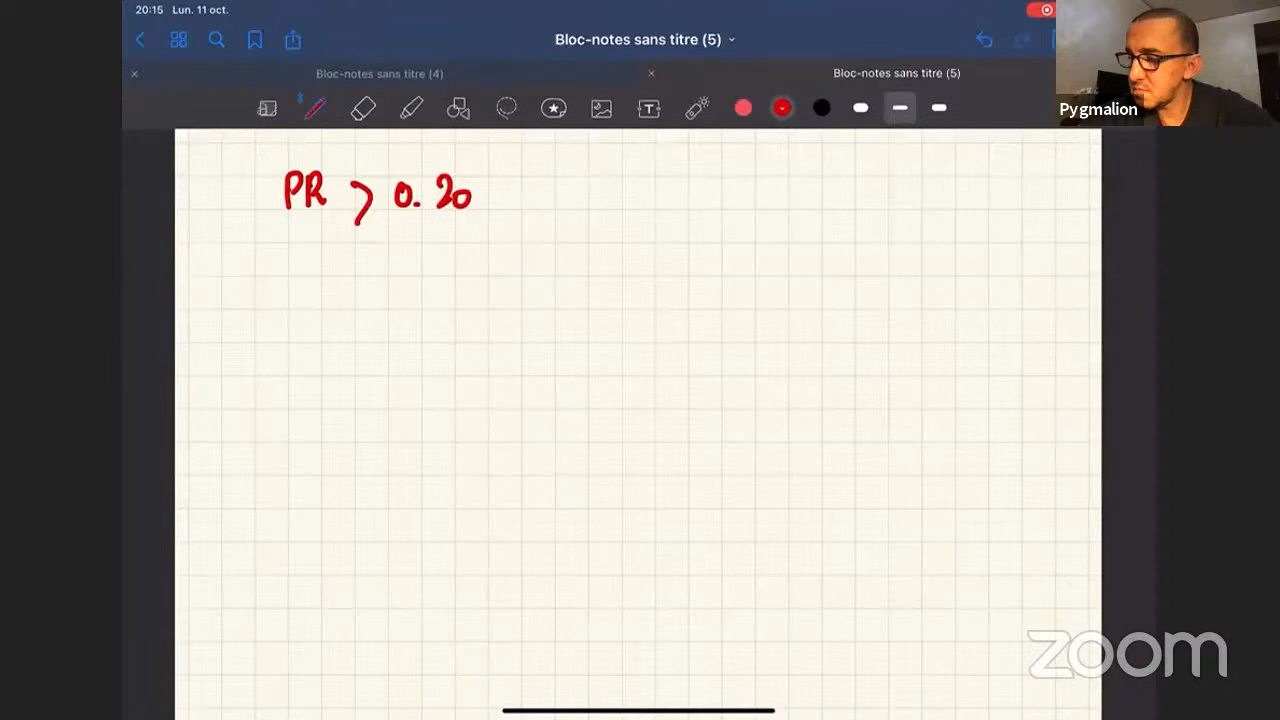 20:15 Lun. 11 oct.
Bloc-notes sans titre (5)
Bloc-notes sans titre (4)
Bloc-notes sans titre (5)
T
Pygmalion
PR > 0.20
zoom